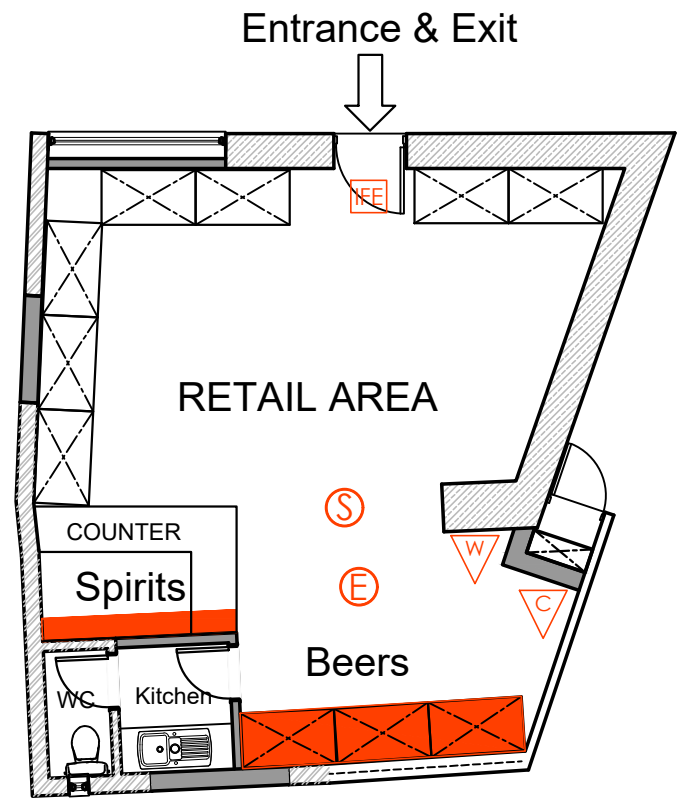 Entrance & Exit
IFE
RETAIL AREA
S
COUNTER
W
Spirits
E
C
Beers
WC
Kitchen